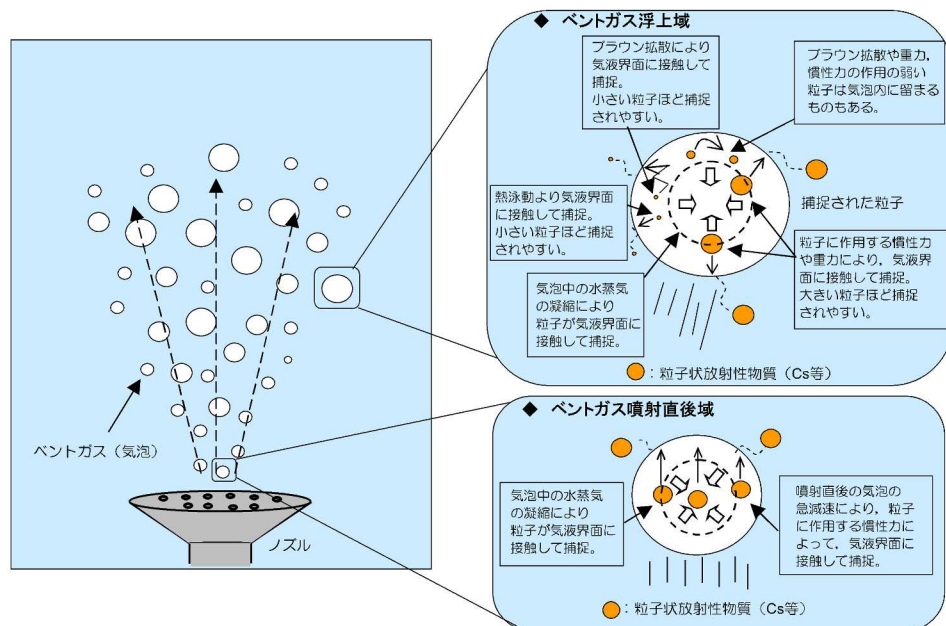 ◆ ベントガス浮上域
ブラウン拡散により
気液界面に接触して
捕捉。
小さい粒子ほど捕捉
されやすい。
ブラウン拡散や重力,
慣性力の作用の弱い
粒子は気泡内に留まる
ものもある。
熱泳動より気液界面
に接触して捕捉。
小さい粒子ほど捕捉
されやすい。
捕捉された粒子
気泡中の水蒸気
の凝縮により
粒子が気液界面に
接触して捕捉。
粒子に作用する慣性力
や重力により,気液界
面に接触して捕捉。
大きい粒子ほど捕捉
されやすい。
:粒子状放射性物質(Cs等)
ベントガス(気泡)
ノズル
◆ ベントガス噴射直後域
気泡中の水蒸気
の凝縮により
粒子が気液界面に
接触して捕捉。
噴射直後の気泡の
急減速により,粒子
に作用する慣性力に
よって,気液界面に
接触して捕捉。
:粒子状放射性物質(Cs等)